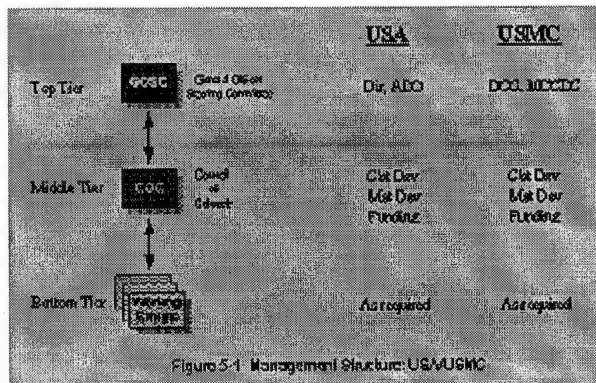 USA USMC
Top Tier GOSC General Officer Steering Committee Dir, ADO DCG, MCCDC
Middle Tier COC Council of Colonels Cbt Dev Cbt Dev
Mat Dev Mat Dev
Funding Funding
Bottom Tier Working Groups As required As required
Figure 5-1 Management Structure: USA/USMC